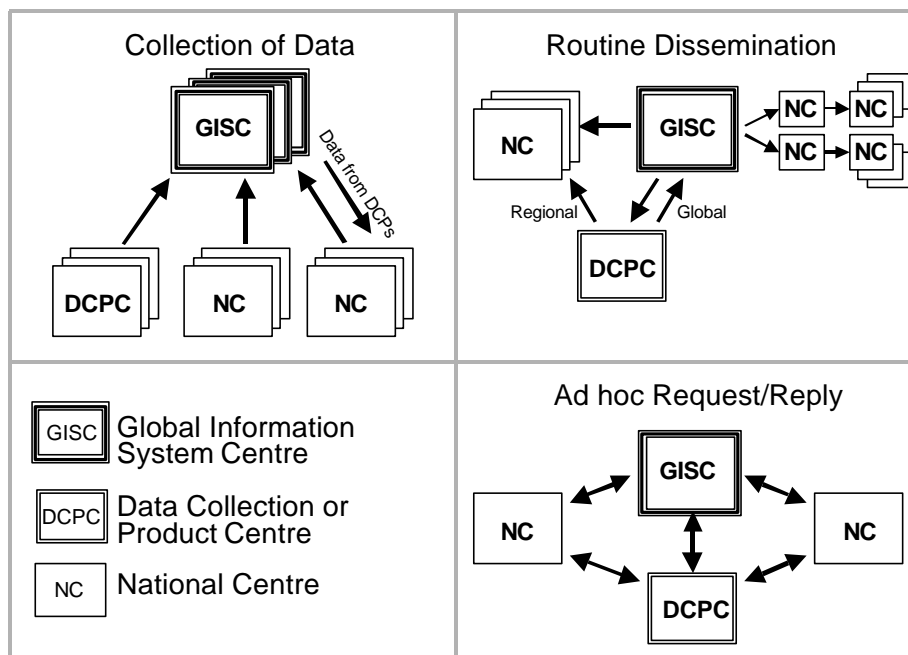 Collection of Data
GISC
Data from DCPs
DCPC
NC
NC
Routine Dissemination
NC
GISC
NC
NC
NC
NC
Regional
Global
DCPC
GISC
Global Information
System Centre
DCPC
Data Collection or
Product Centre
NC
National Centre
Ad hoc Request/Reply
GISC
NC
NC
DCPC